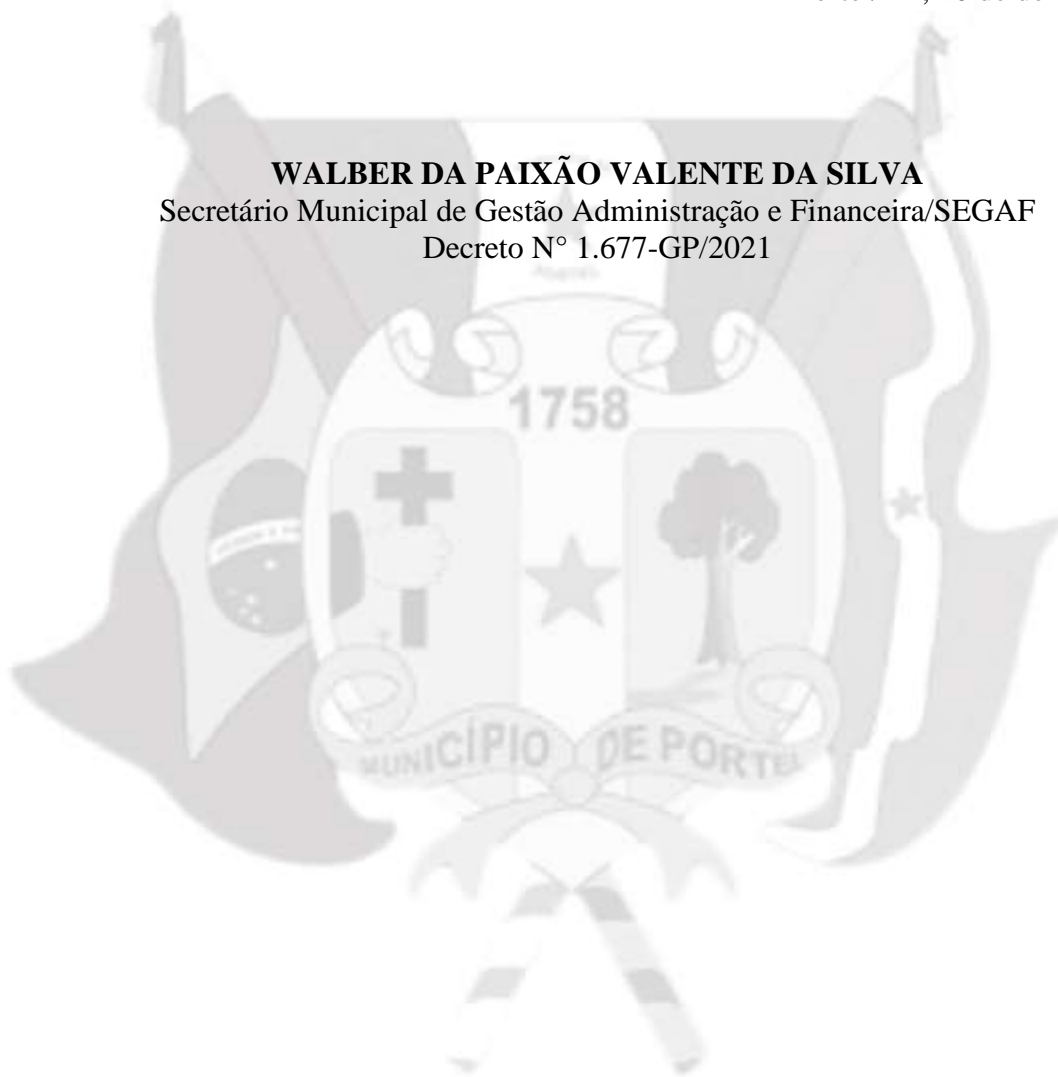 WALBER DA PAIXÃO VALENTE DA SILVA
Secretário Municipal de Gestão Administração e Financeira/SEGAF
Decreto N° 1.677-GP/2021
1758
MUNICÍPIO DE PORTEL